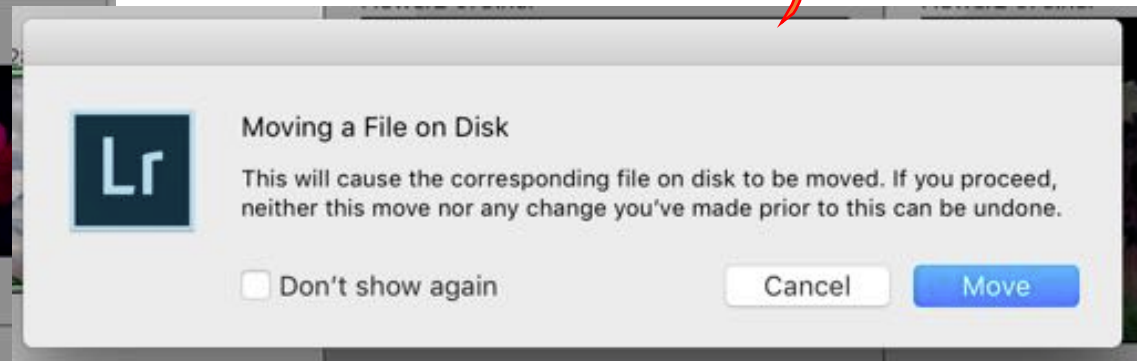 Moving a File on Disk
Lr
This will cause the corresponding file on disk to be moved. If you proceed,
neither this move nor any change you've made prior to this can be undone.
Don't show again
Cancel
Move